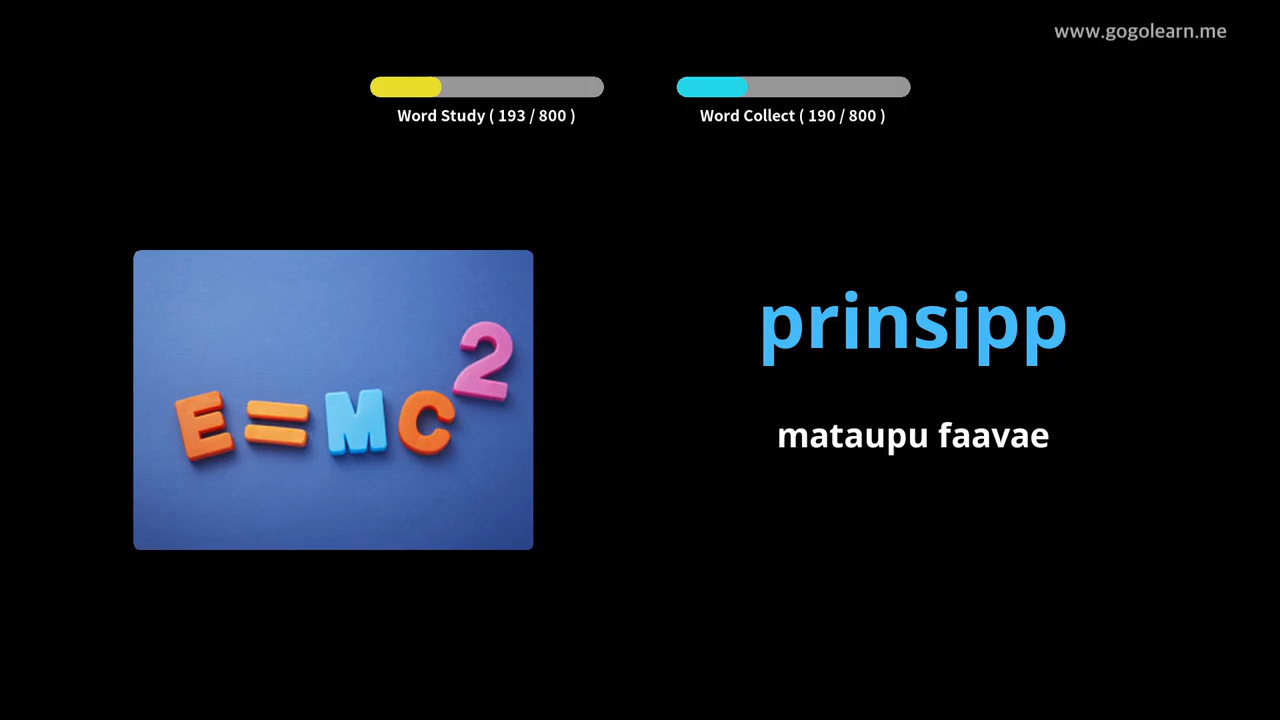 www.gogolearn.me
Word Study ( 193 / 800 )
Word Collect ( 190 / 800 )
E=MC2
prinsipp
mataupu faavae